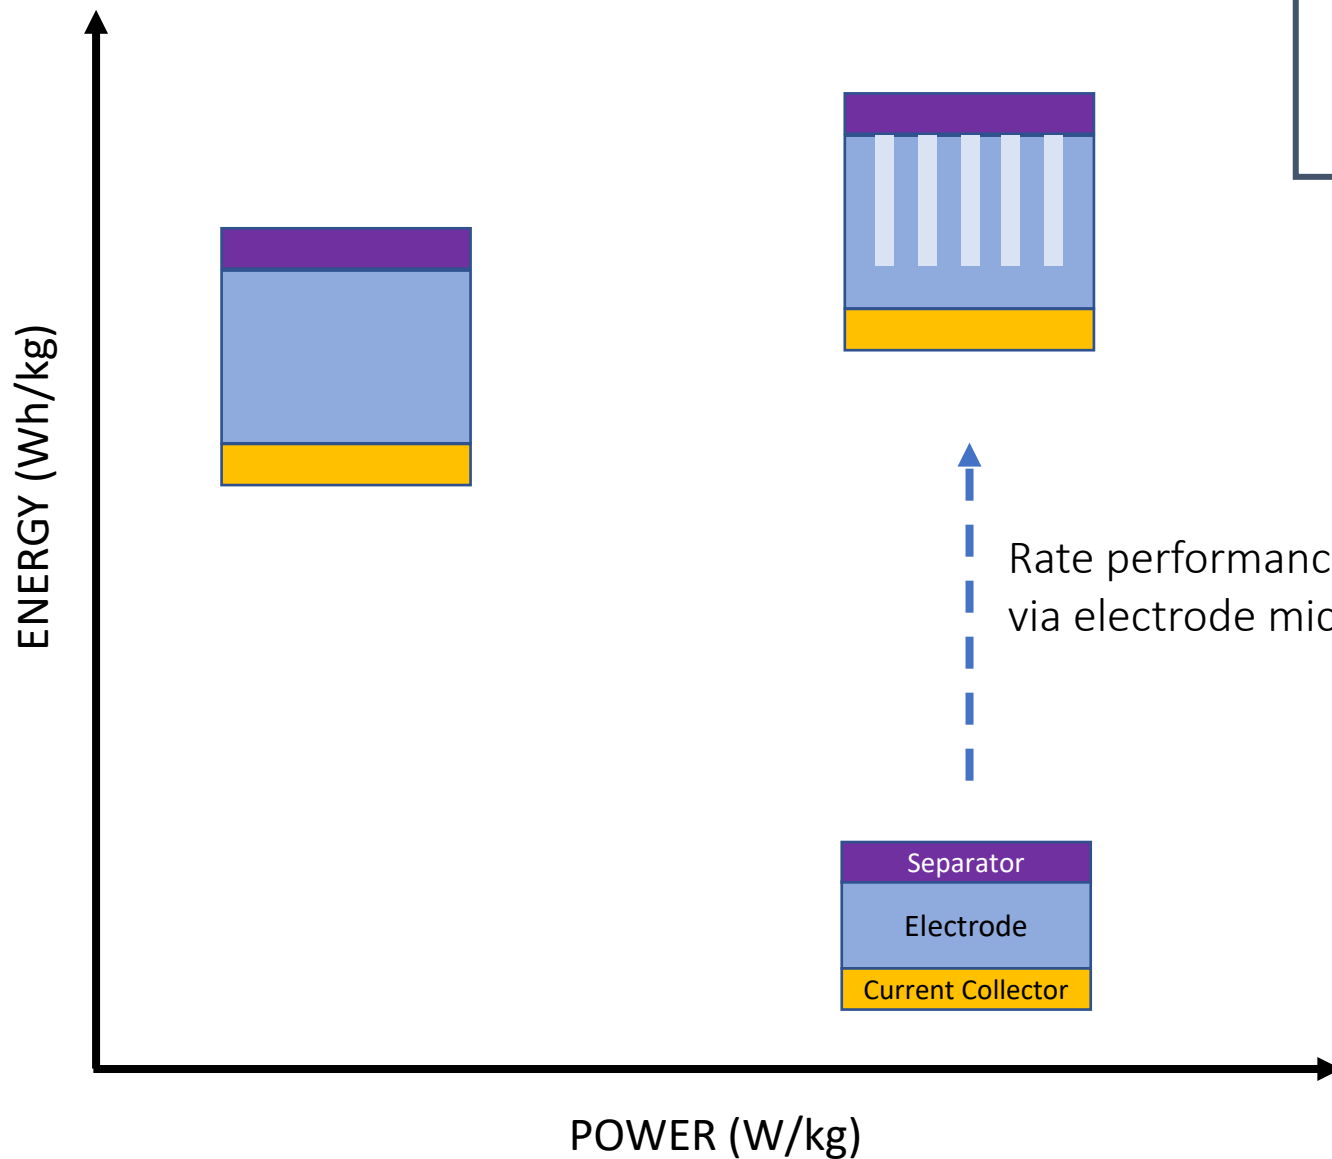 ENERGY (Wh/kg)
Rate performanc
via electrode mic
Separator
Electrode
Current Collector
POWER (W/kg)